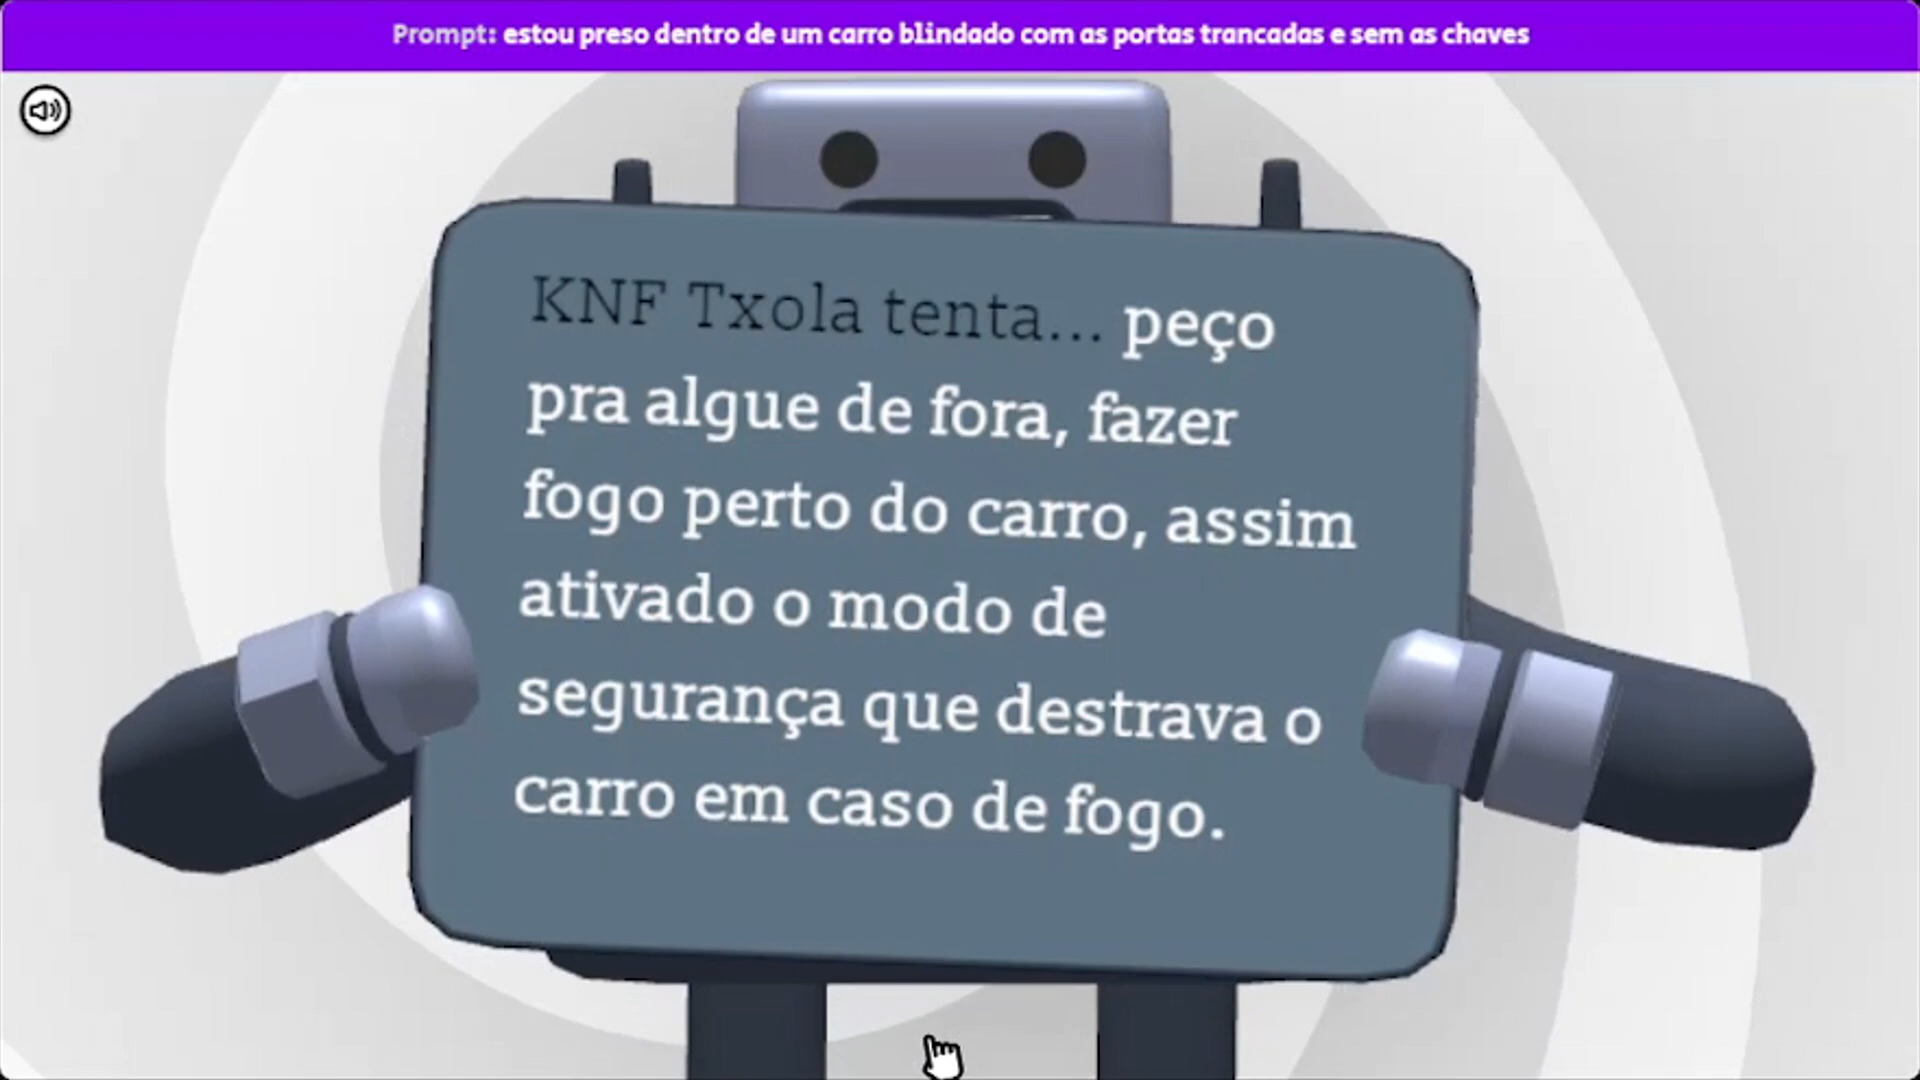 Prompt: estou preso dentro de um carro blindado com as portas trancadas e sem as chaves
KNF Txola tenta... peço
pra algue de fora, fazer
fogo perto do carro, assim
ativado o modo de
segurança que destrava o
carro em caso de fogo.